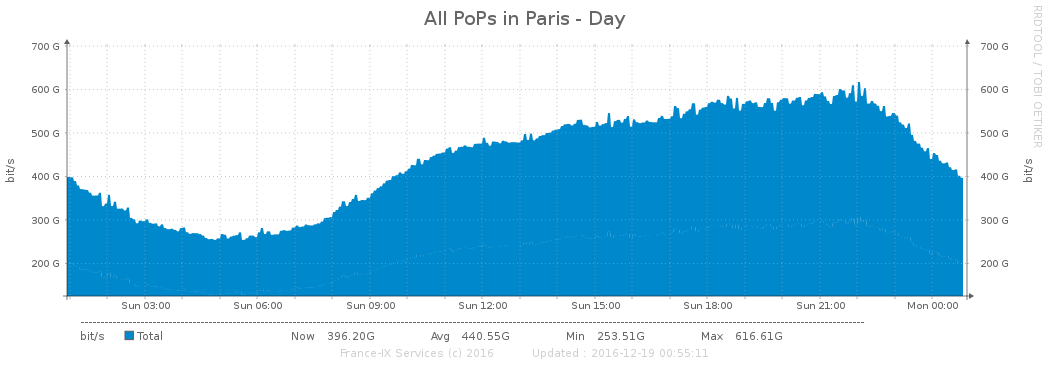 All PoPs in Paris - Day
RRDTOOL / TOBI OETIKER
700 G 700 G
600 G 600 G
500 G 500 G
400 G 400 G
300 G 300 G
200 G 200 G
bit/s bit/s
Sun 03:00 Sun 06:00 Sun 09:00 Sun 12:00 Sun 15:00 Sun 18:00 Sun 21:00 Mon 00:00
bit/s Total Now 396.20G Avg 440.55G Min 253.51G Max 616.61G
France-IX Services (c) 2016 Updated : 2016-12-19 00:55:11